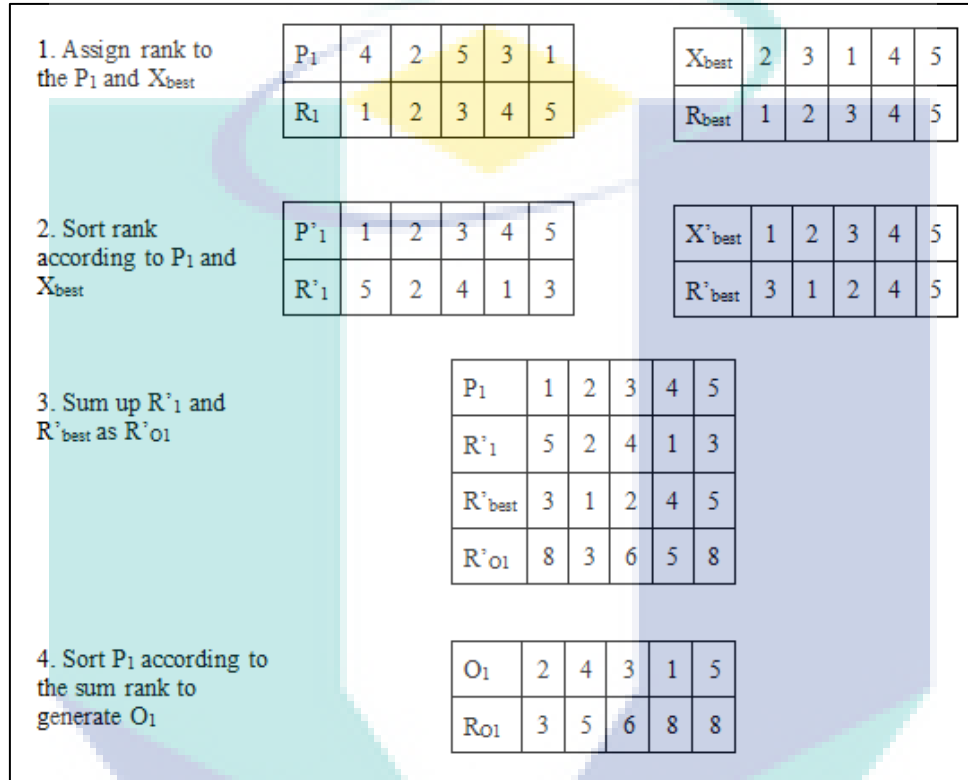 1. Assign rank to
the P₁ and Xbest
P₁ 4 2 5 3 1
R₁ 1 2 3 4 5
Xbest 2 3 1 4 5
Rbest 1 2 3 4 5
2. Sort rank
according to P₁ and
Xbest
P’₁ 1 2 3 4 5
R’₁ 5 2 4 1 3
X’best 1 2 3 4 5
R’best 3 1 2 4 5
3. Sum up R’₁ and
R’best as R’O1
P₁ 1 2 3 4 5
R’₁ 5 2 4 1 3
R’best 3 1 2 4 5
R’O1 8 3 6 5 8
4. Sort P₁ according to
the sum rank to
generate O₁
O₁ 2 4 3 1 5
RO1 3 5 6 8 8